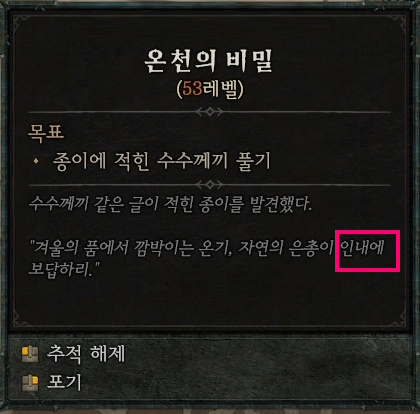 온천의 비밀
(53레벨)
목표
종이에 적힌 수수께끼 풀기
수수께끼 같은 글이 적힌 종이를 발견했다.
"겨울의 품에서 깜박이는 온기, 자연의 은총이 인내에
보답하리."
추적 해제
포기